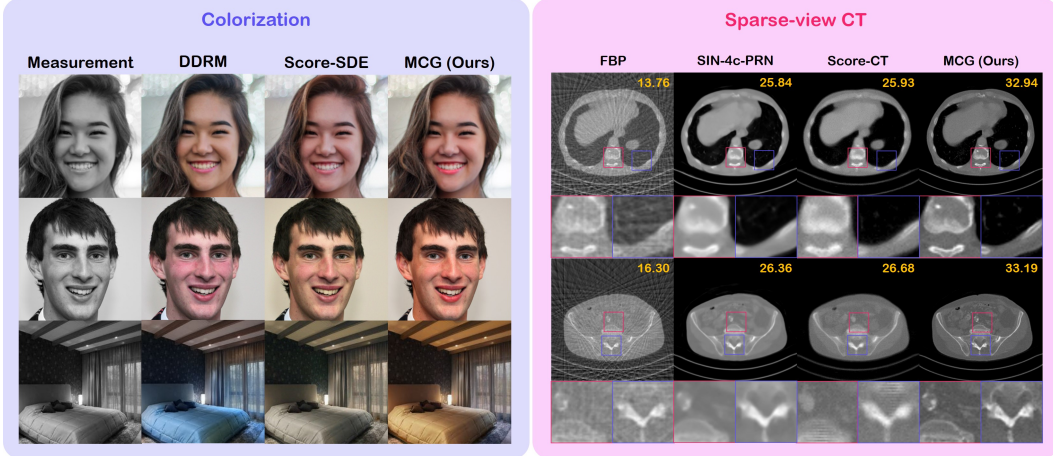 Colorization
Measurement DDRM Score-SDE MCG (Ours)
Sparse-view CT
FBP SIN-4c-PRN Score-CT MCG (Ours)
13.76 25.84 25.93 32.94
16.30 26.36 26.68 33.19